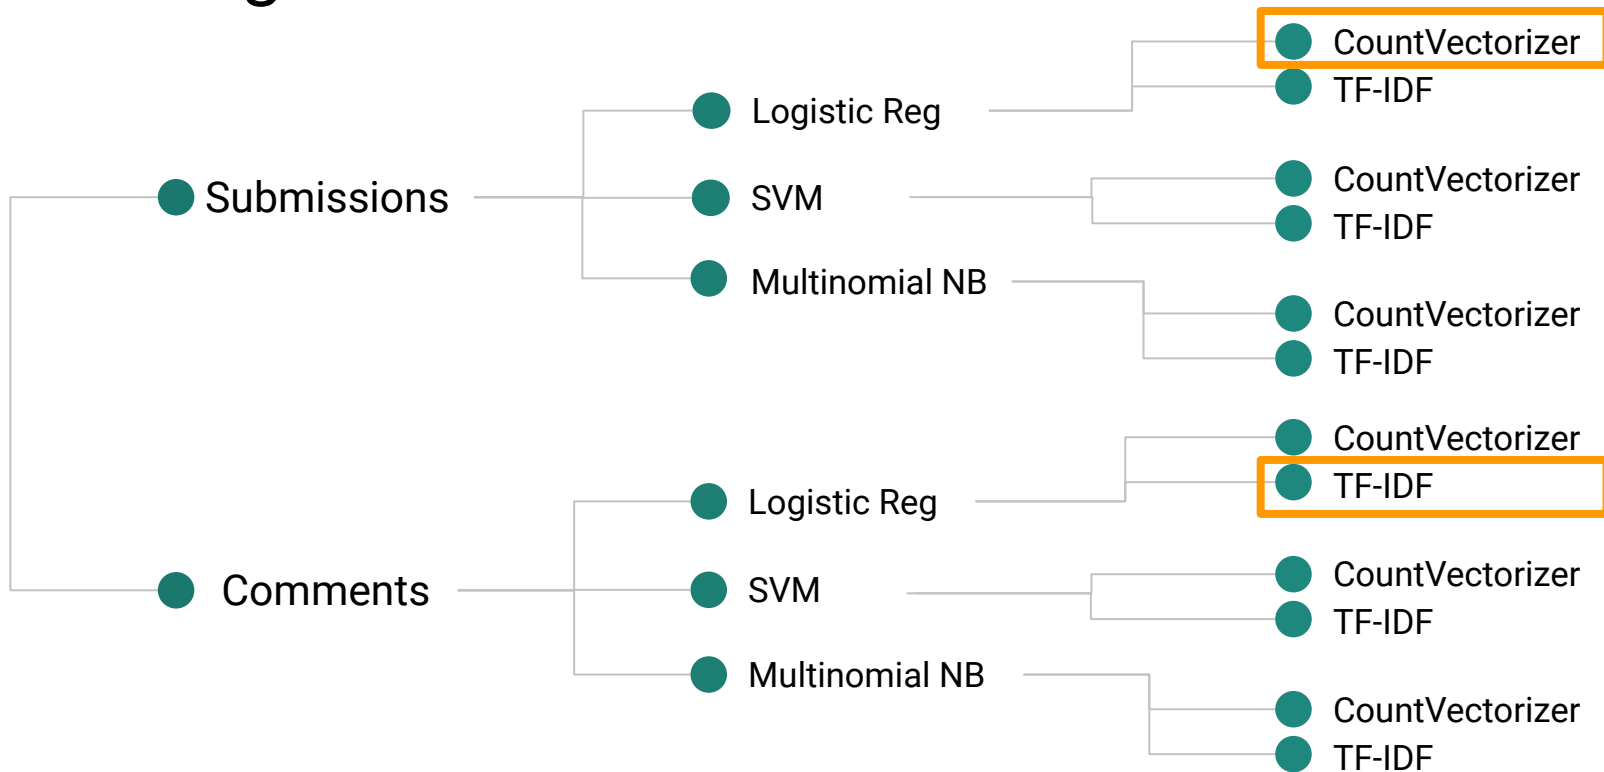 CountVectorizer
TF-IDF
Logistic Reg
CountVectorizer
TF-IDF
Submissions
SVM
Multinomial NB
CountVectorizer
TF-IDF
CountVectorizer
TF-IDF
Logistic Reg
CountVectorizer
TF-IDF
Comments
SVM
Multinomial NB
CountVectorizer
TF-IDF